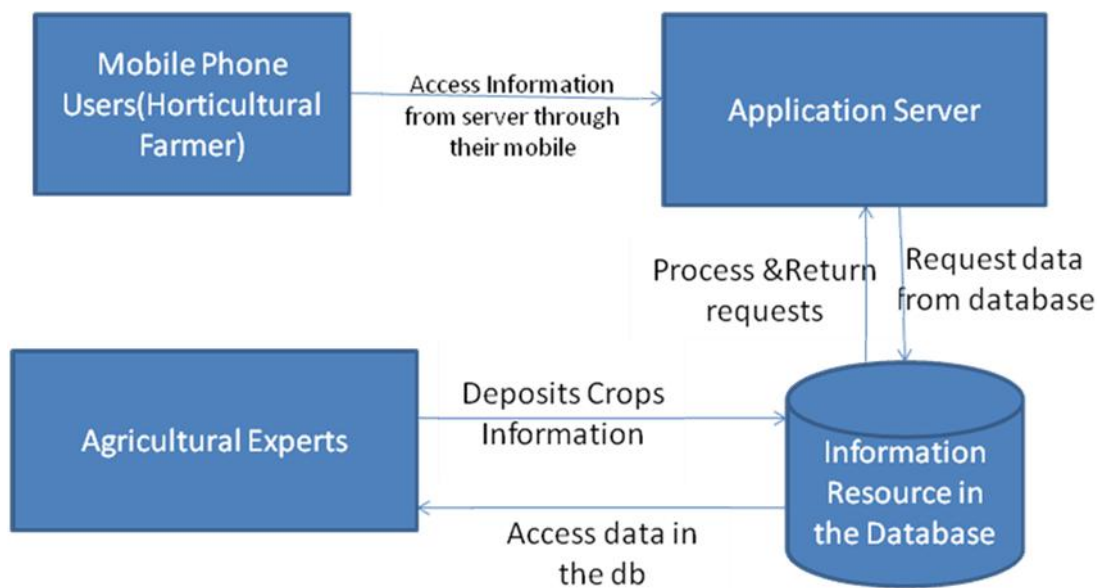 Mobile Phone
Users(Horticultural
Farmer)
Access Information
from server through
their mobile
Application Server
Process &Return
requests
Request data
from database
Agricultural Experts
Deposits Crops
Information
Access data in
the db
Information
Resource in
the Database